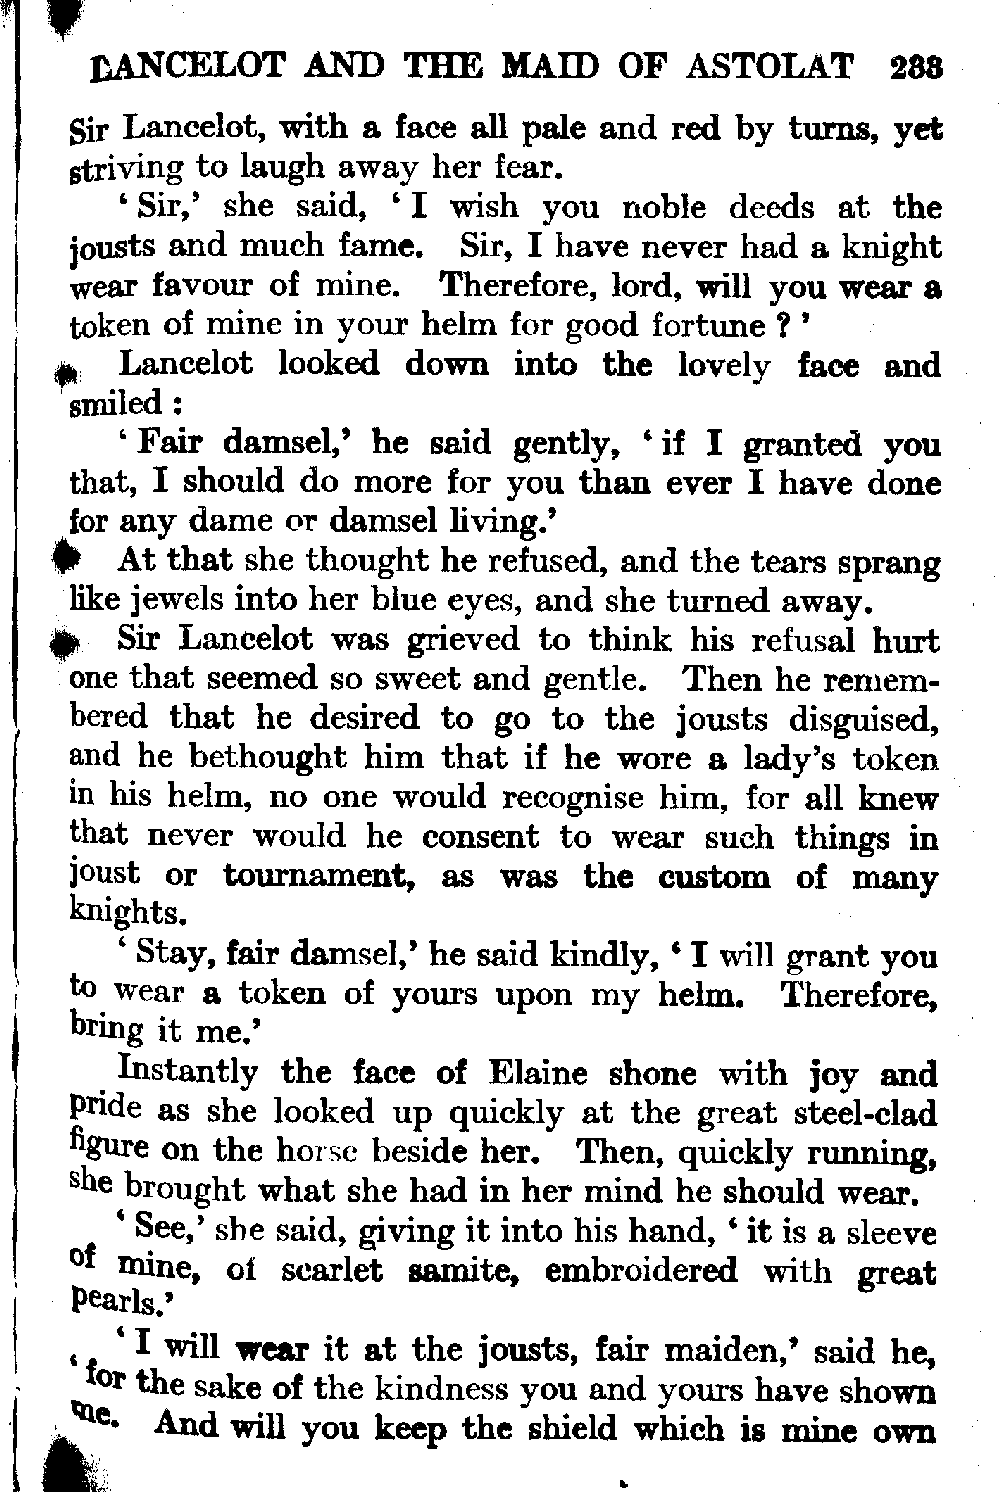 LANCELOT AND THE MAID OF ASTOLAT 233
Sir Lancelot, with a face all pale and red by turns, yet
striving to laugh away her fear.
‘ Sir,’ she said, ‘ I wish you noble deeds at the
jousts and much fame. Sir, I have never had a knight
wear favour of mine. Therefore, lord, will you wear a
token of mine in your helm for good fortune ? ’
Lancelot looked down into the lovely face and
smiled :
‘ Fair damsel,’ he said gently, ‘ if I granted you
that, I should do more for you than ever I have done
for any dame or damsel living.’
At that she thought he refused, and the tears sprang
like jewels into her blue eyes, and she turned away.
Sir Lancelot was grieved to think his refusal hurt
one that seemed so sweet and gentle. Then he remem-
bered that he desired to go to the jousts disguised,
and he bethought him that if he wore a lady’s token
in his helm, no one would recognise him, for all knew
that never would he consent to wear such things in
joust or tournament, as was the custom of many
knights.
‘ Stay, fair damsel,’ he said kindly, ‘ I will grant you
to wear a token of yours upon my helm. Therefore,
bring it me.’
Instantly the face of Elaine shone with joy and
pride as she looked up quickly at the great steel-clad
figure on the horse beside her. Then, quickly running,
she brought what she had in her mind he should wear.
‘ See,’ she said, giving it into his hand, ‘ it is a sleeve
of mine, of scarlet samite, embroidered with great
pearls.’
‘ I will wear it at the jousts, fair maiden,’ said he,
‘ for the sake of the kindness you and yours have shown
me. And will you keep the shield which is mine own